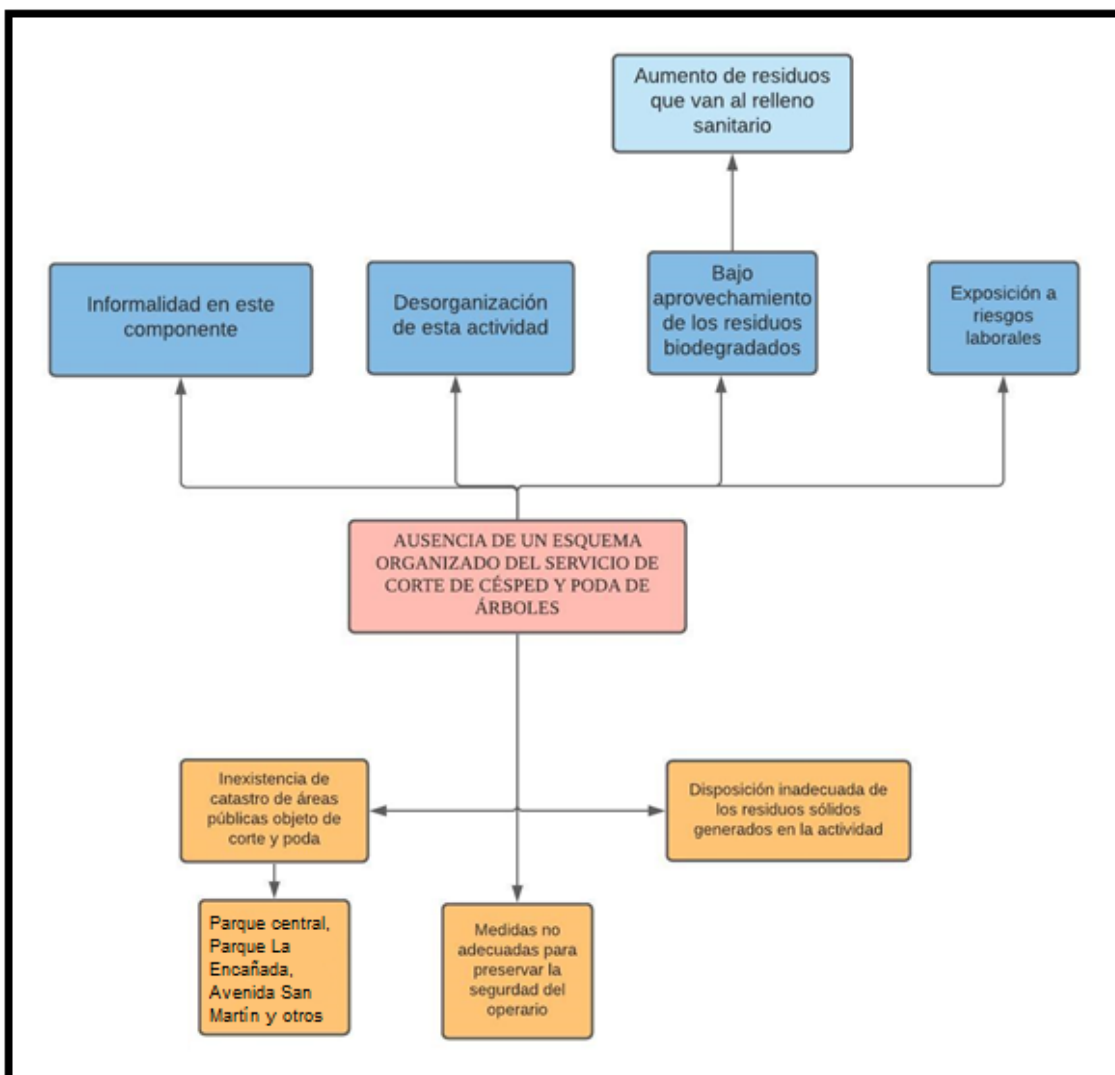 Aumento de residuos
que van al relleno
sanitario
Informalidad en este
componente
Desorganización
de esta actividad
Bajo
aprovechamiento
de los residuos
biodegradados
Exposición a
riesgos
laborales
AUSENCIA DE UN ESQUEMA
ORGANIZADO DEL SERVICIO DE
CORTE DE CÉSPED Y PODA DE
ÁRBOLES
Inexistencia de
catastro de áreas
públicas objeto de
corte y poda
Disposición inadecuada de
los residuos sólidos
generados en la actividad
Parque central,
Parque La
Encañada,
Avenida San
Martín y otros
Medidas no
adecuadas para
preservar la
segurdad del
operario